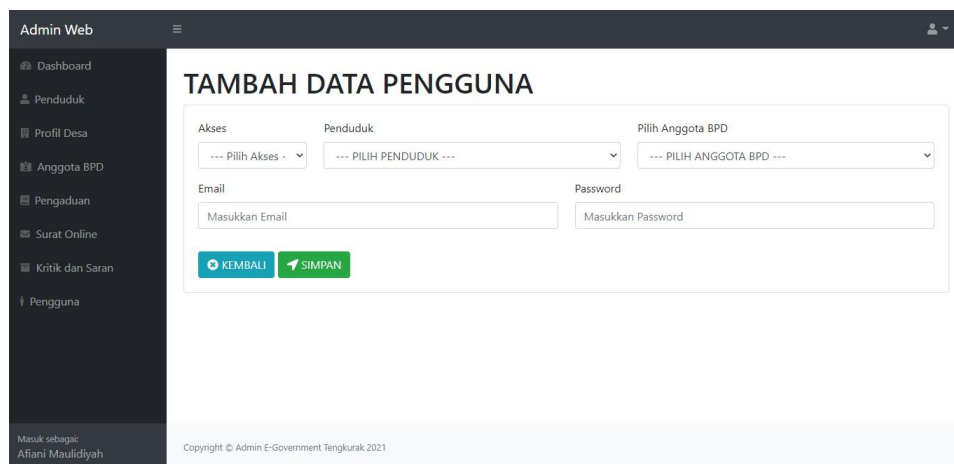 Admin Web
Dashboard
Penduduk
Profil Desa
Anggota BPD
Pengaduan
Surat Online
Kritik dan Saran
Pengguna
Masuk sebagai:
Afiani Maulidiyah
TAMBAH DATA PENGGUNA
Akses Penduduk Pilih Anggota BPD
--- Pilih Akses - --- PILIH PENDUDUK --- --- PILIH ANGGOTA BPD ---
Email Password
Masukkan Email Masukkan Password
KEMBALI SIMPAN
Copyright © Admin E-Government Tengkurak 2021